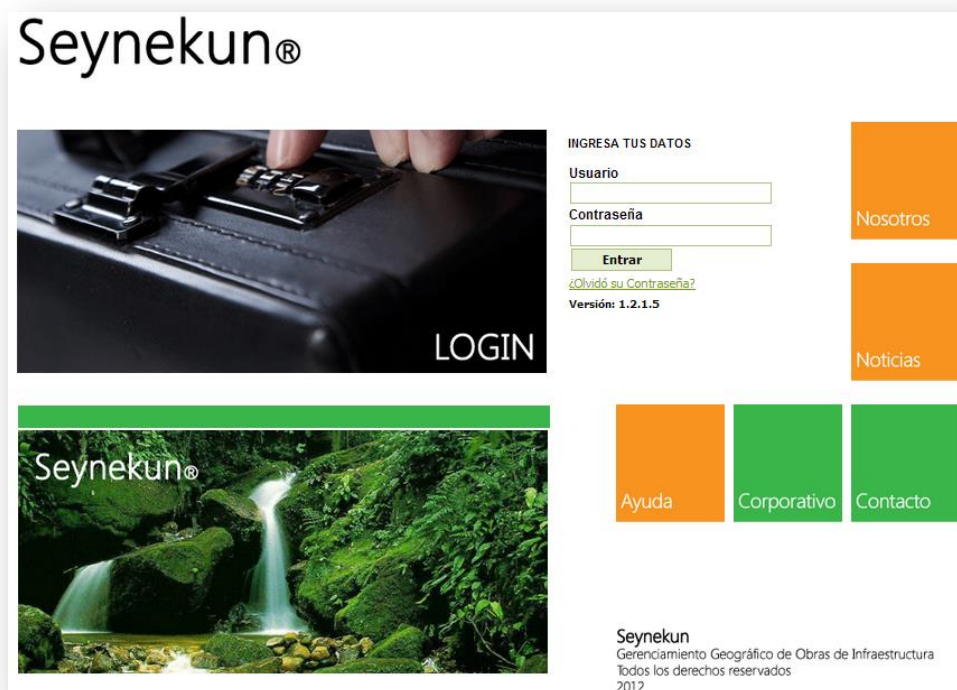 Seynekun®
INGRESA TUS DATOS
Usuario
Contraseña
Entrar
¿Olvidó su Contraseña?
Versión: 1.2.1.5
LOGIN
Nosotros
Noticias
Seynekun®
Ayuda
Corporativo
Contacto
Seynekun
Gerenciamiento Geográfico de Obras de Infraestructura
Todos los derechos reservados
2012